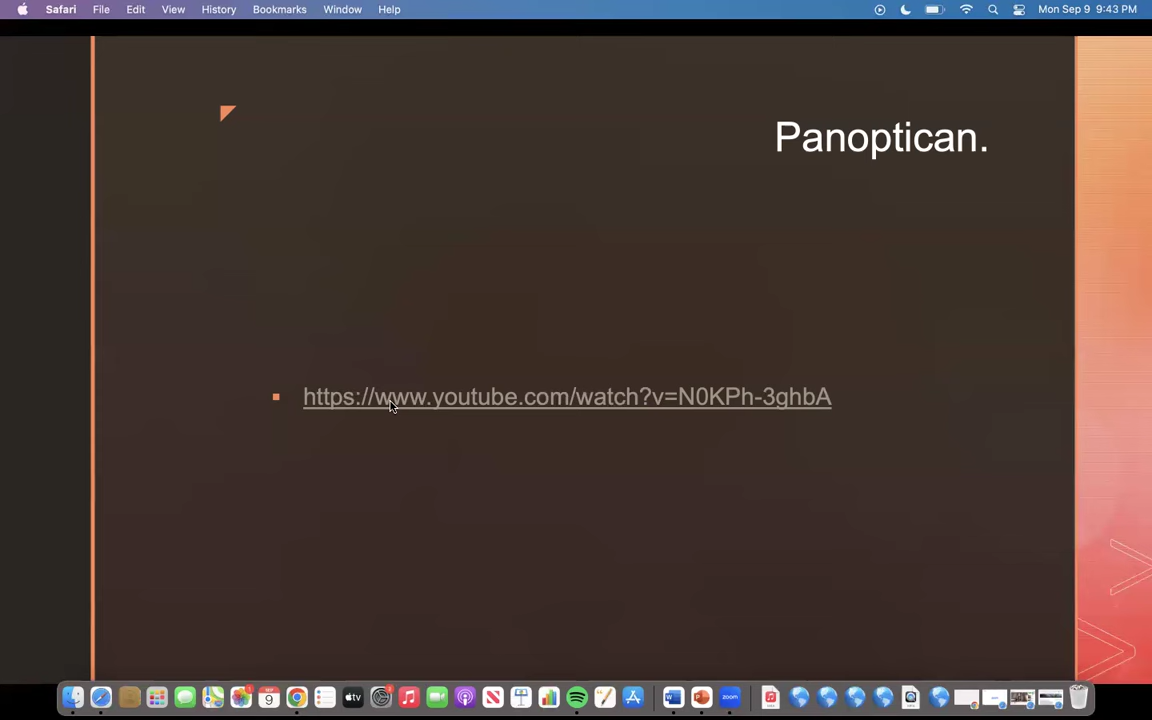 Safari File Edit View History Bookmarks Window Help Mon Sep 9 9:43 PM
Panoptican.
https://www.youtube.com/watch?v=N0KPh-3ghbA